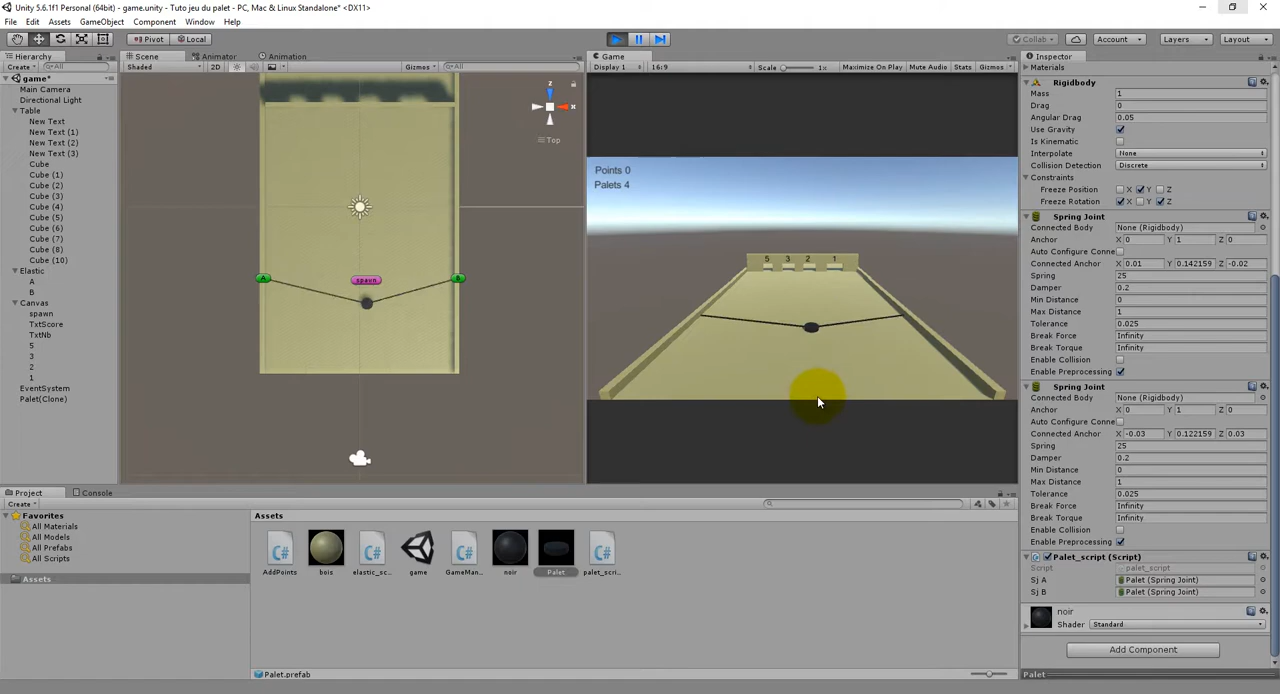 Unity 5.6.1f1 Personal (64bit) - game.unity - Tuto jeu du palet - PC, Mac & Linux Standalone* <DX11>
File Edit Assets GameObject Component Window Help
Pivot Local Collab Account Layers Layout
Hierarchy
Create All
game*
Main Camera
Directional Light
Table
New Text
New Text (1)
New Text (2)
New Text (3)
Cube
Cube (1)
Cube (2)
Cube (3)
Cube (4)
Cube (5)
Cube (6)
Cube (7)
Cube (8)
Cube (10)
Elastic
A
B
Canvas
spawn
TxtScore
TxtNb
5
3
2
1
EventSystem
Palet(Clone)
Scene Animator Animation
Shaded 2D Gizmos All
z
x
Top
A spawn B
Game
Display 1 16:9 Scale 1x Maximize On Play Mute Audio Stats Gizmos
Points 0
Palets 4
5 3 2 1
Inspector
Materials
Rigidbody
Mass 1
Drag 0
Angular Drag 0.05
Use Gravity
Is Kinematic
Interpolate None
Collision Detection Discrete
Constraints
Freeze Position X Y Z
Freeze Rotation X Y Z
Spring Joint
Connected Body None (Rigidbody)
Anchor X 0 Y 1 Z 0
Auto Configure Conne
Connected Anchor X 0.01 Y 0.142159 Z -0.02
Spring 25
Damper 0.2
Min Distance 0
Max Distance 1
Tolerance 0.025
Break Force Infinity
Break Torque Infinity
Enable Collision
Enable Preprocessing
Spring Joint
Connected Body None (Rigidbody)
Anchor X 0 Y 1 Z 0
Auto Configure Conne
Connected Anchor X -0.03 Y 0.122159 Z 0.03
Spring 25
Damper 0.2
Min Distance 0
Max Distance 1
Tolerance 0.025
Break Force Infinity
Break Torque Infinity
Enable Collision
Enable Preprocessing
Palet_script (Script)
Script palet_script
Sj A Palet (Spring Joint)
Sj B Palet (Spring Joint)
noir
Shader Standard
Add Component
Palet
Project Console
Create
Favorites
All Materials
All Models
All Prefabs
All Scripts
Assets
Assets
AddPoints bois elastic_sc... game GameMan... noir Palet palet_scri...
Palet.prefab